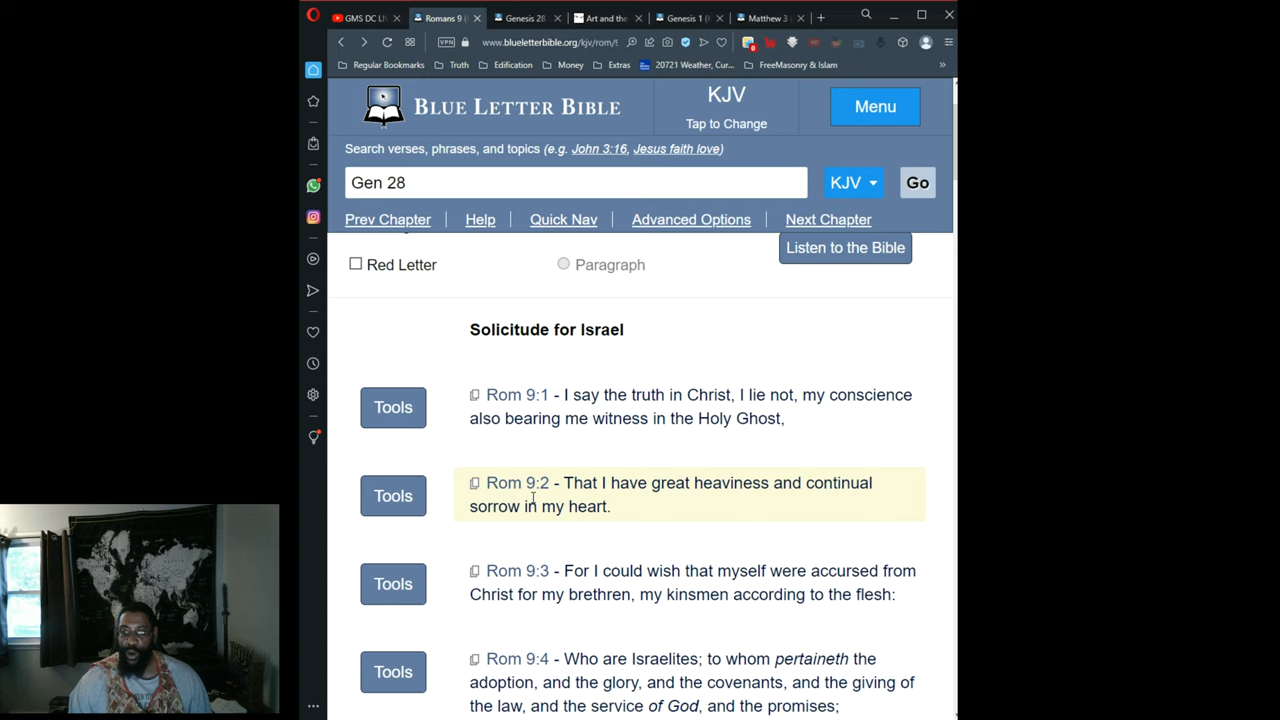 GMS DC LI
Romans 9 (
Genesis 28
Art and the
Genesis 1 (
Matthew 3
VPN
www.blueletterbible.org/kjv/rom/9
Regular Bookmarks
Truth
Edification
Money
Extras
20721 Weather, Cur...
FreeMasonry & Islam
BLUE LETTER BIBLE
KJV
Tap to Change
Menu
Search verses, phrases, and topics (e.g. John 3:16, Jesus faith love)
Gen 28
KJV
Go
Prev Chapter
Help
Quick Nav
Advanced Options
Next Chapter
Listen to the Bible
Red Letter
Paragraph
Solicitude for Israel
Tools
Rom 9:1 - I say the truth in Christ, I lie not, my conscience
also bearing me witness in the Holy Ghost,
Tools
Rom 9:2 - That I have great heaviness and continual
sorrow in my heart.
Tools
Rom 9:3 - For I could wish that myself were accursed from
Christ for my brethren, my kinsmen according to the flesh:
Tools
Rom 9:4 - Who are Israelites; to whom pertaineth the
adoption, and the glory, and the covenants, and the giving of
the law, and the service of God, and the promises;